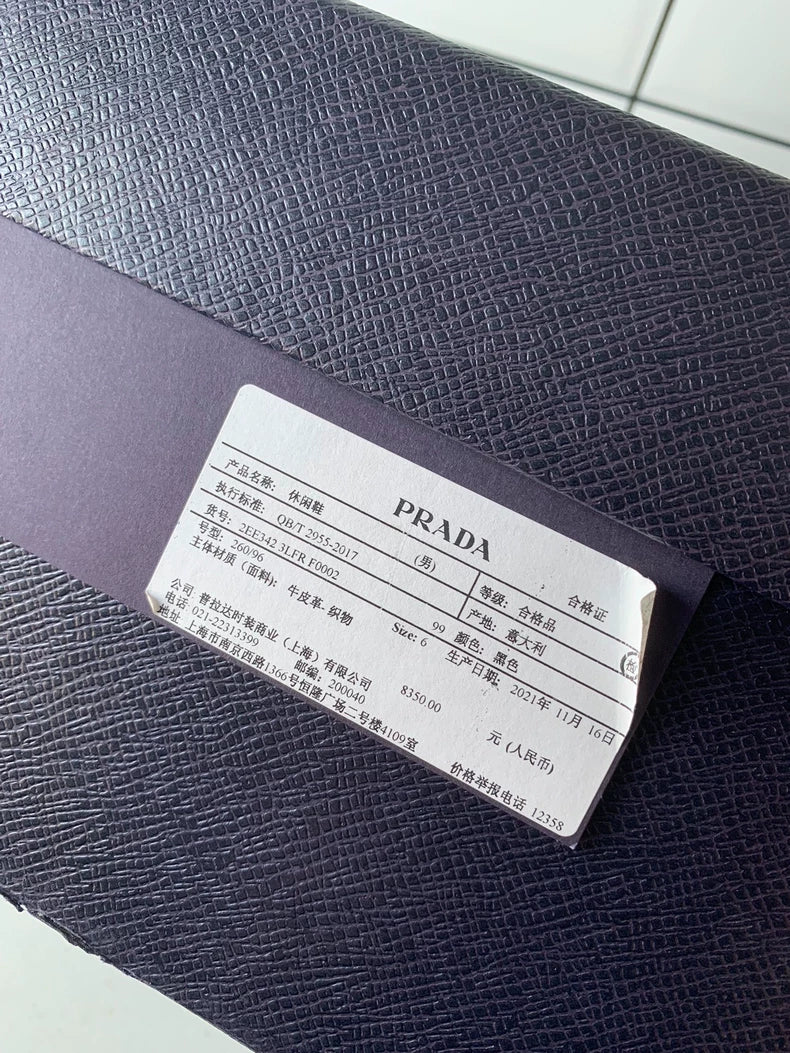 PRADA
合格证
产品名称: 休闲鞋
等级: 合格品
执行标准: QB/T 2955-2017 (男)
产地: 意大利
货号: 2EE342 3LFR F0002 99 颜色: 黑色
号型: 260/96 Size: 6 生产日期: 2021年 11月 16日
主体材质 (面料): 牛皮革- 织物
8350.00 元 (人民币)
公司: 普拉达时装商业 (上海) 有限公司
电话: 021-22313399 邮编: 200040
地址 上海市南京西路1366号恒隆广场二号楼4109室
价格举报电话 12358